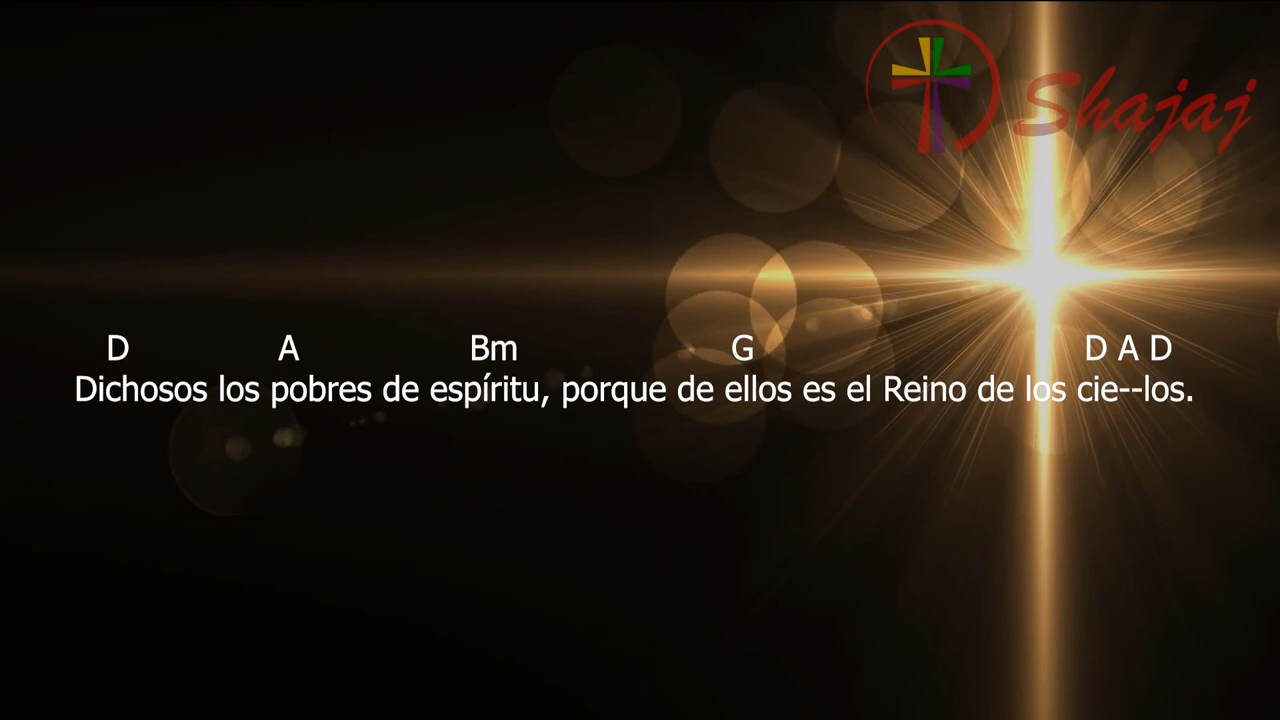 Shajaj
D A Bm G D A D
Dichosos los pobres de espíritu, porque de ellos es el Reino de los cie--los.